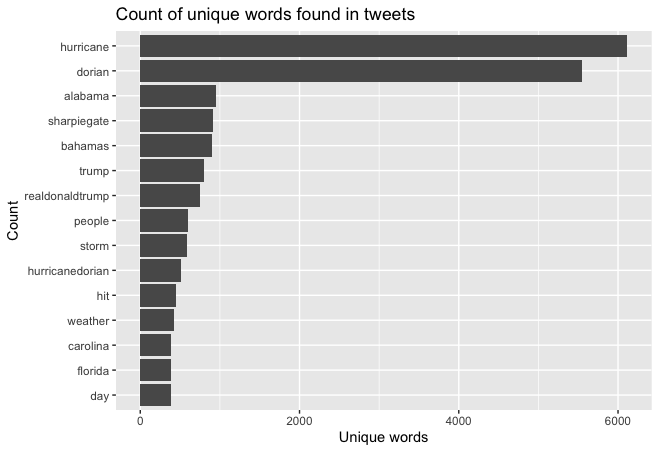 Count of unique words found in tweets
hurricane
dorian
alabama
sharpiegate
bahamas
trump
realdonaldtrump
people
storm
hurricanedorian
hit
weather
carolina
florida
day
Count
0 2000 4000 6000
Unique words